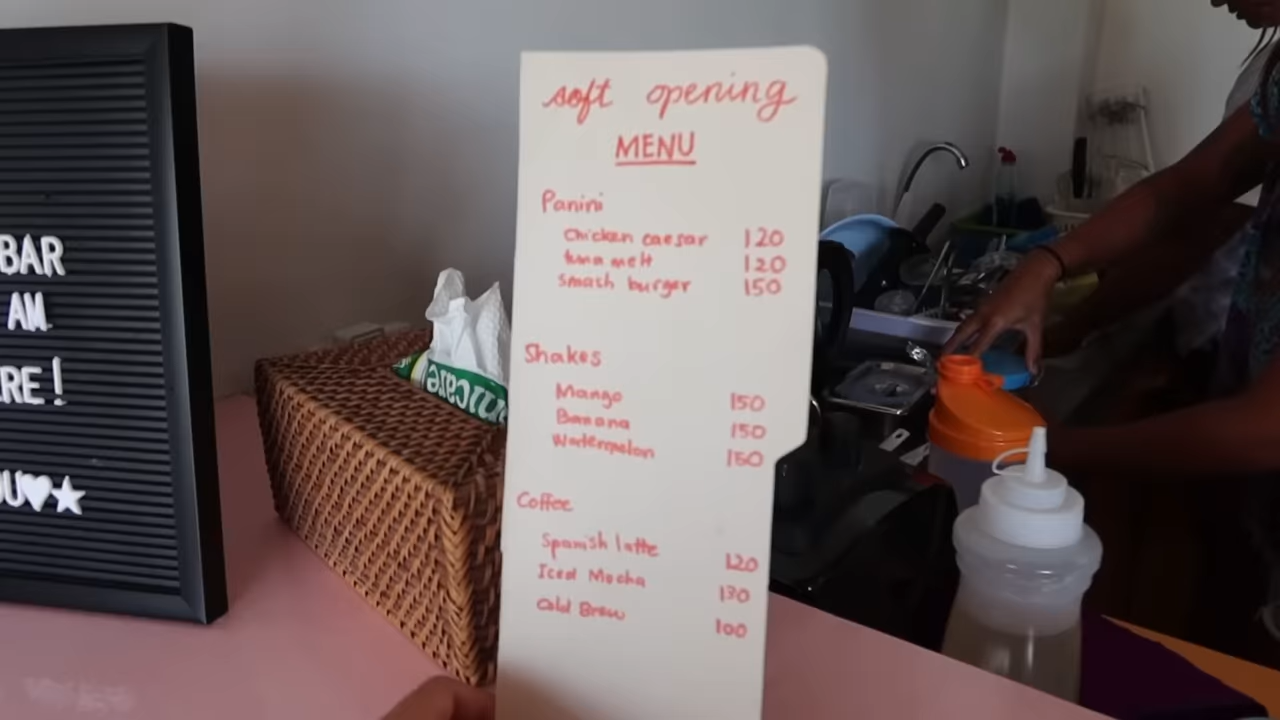 BAR
AM
RE!
U♥★
soft opening
MENU
Panini
Chicken caesar 120
tuna melt 120
smash burger 150
Shakes
Mango 150
Banana 150
Watermelon 150
Coffee
Spanish latte 120
Iced Mocha 130
Cold Brew 100